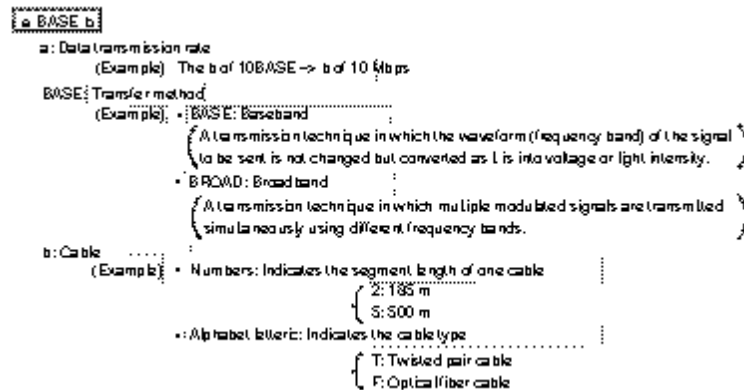 a BASE b
a: Data transmission rate
(Example) The b of 10BASE -> b of 10 Mbps
BASE: Transfer method
(Example) • BASE: Baseband
A transmission technique in which the waveform (frequency band) of the signal
to be sent is not changed but converted as i is into voltage or light intensity.
• BROAD: Broadband
A transmission technique in which multiple modulated signals are transmitted
simultaneously using different frequency bands.
b: Cable
(Example) • Numbers: Indicates the segment length of one cable
2: 185 m
5: 500 m
• Alphabet letteric: Indicates the cable type
T: Twisted pair cable
F: Optical fiber cable